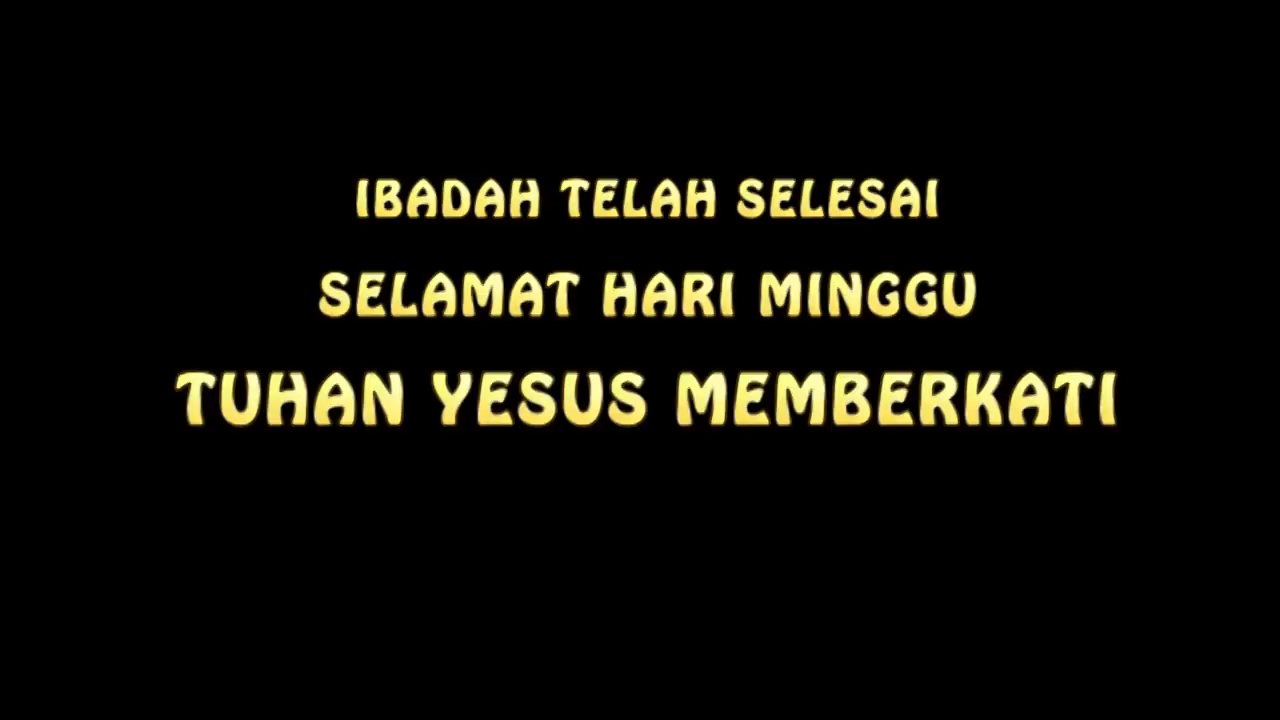 IBADAH TELAH SELESAI
SELAMAT HARI MINGGU
TUHAN YESUS MEMBERKATI